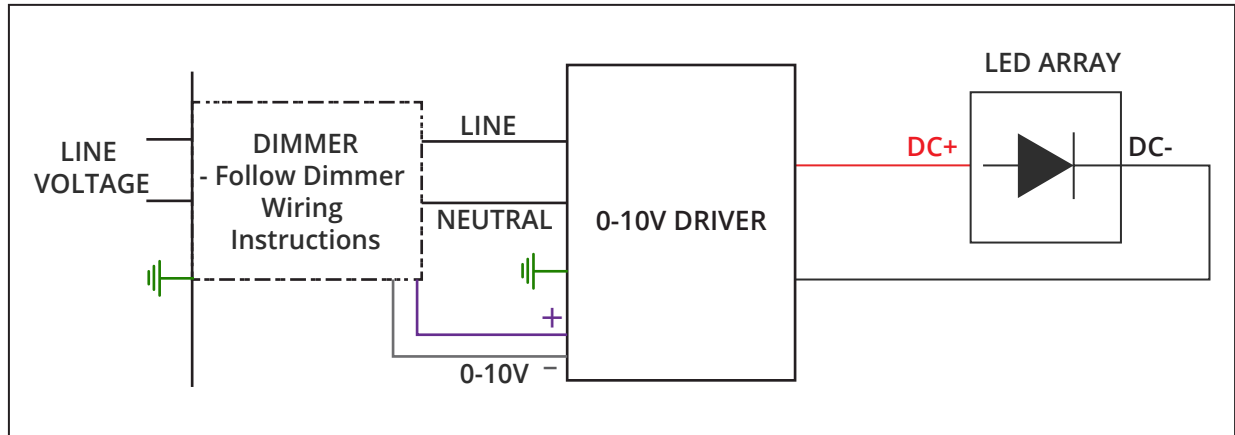 LED ARRAY
LINE
VOLTAGE
DIMMER
- Follow Dimmer
Wiring
Instructions
LINE
NEUTRAL
+
0-10V −
0-10V DRIVER
DC+
DC-